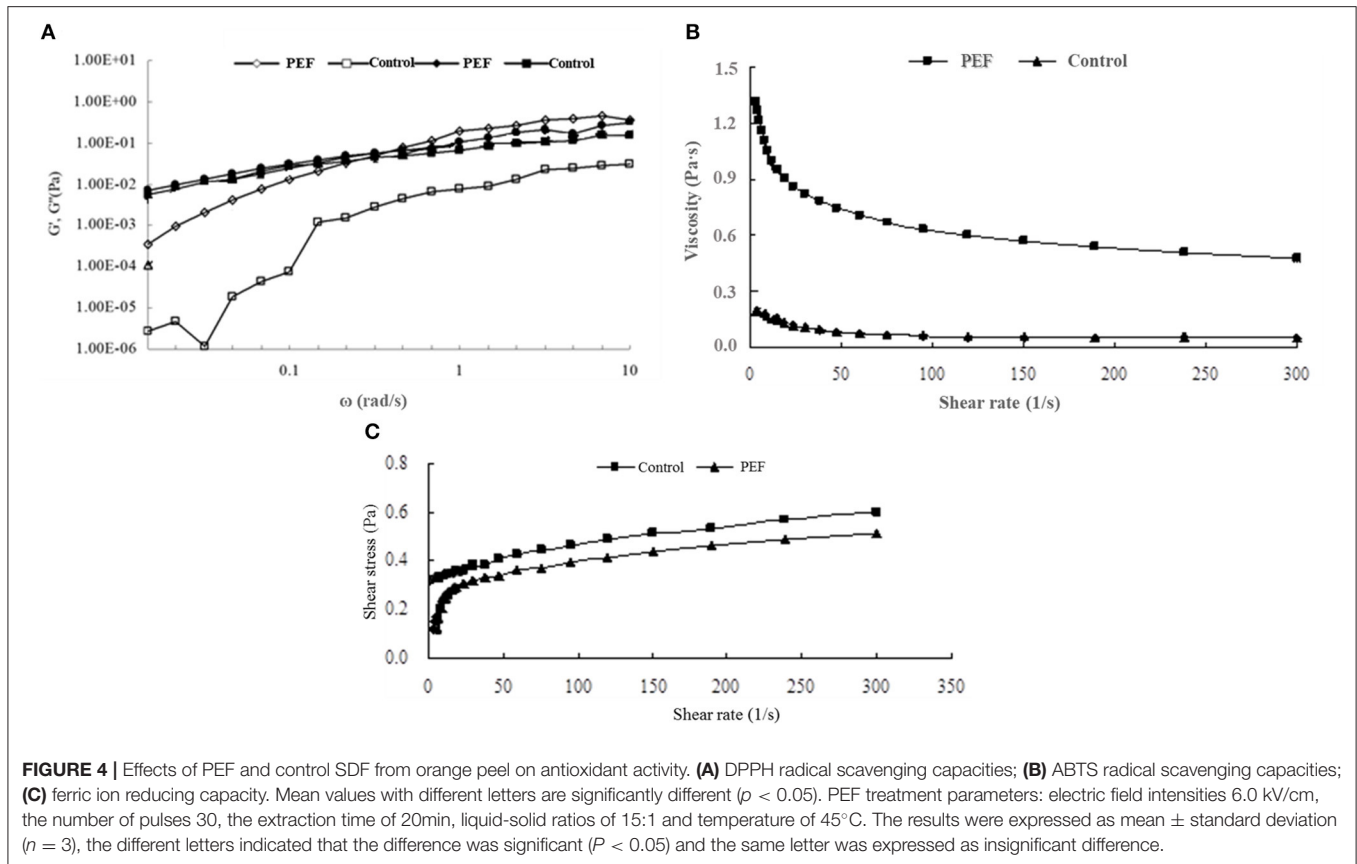 A
PEF Control PEF Control
1.00E+01
1.00E+00
1.00E-01
1.00E-02
1.00E-03
1.00E-04
1.00E-05
1.00E-06
G', G''(Pa)
0.1 1 10
ω (rad/s)
B
PEF Control
1.5
1.2
0.9
0.6
0.3
0.0
Viscosity (Pa·s)
0 50 100 150 200 250 300
Shear rate (1/s)
C
Control PEF
0.8
0.6
0.4
0.2
0.0
Shear stress (Pa)
0 50 100 150 200 250 300 350
Shear rate (1/s)
FIGURE 4 | Effects of PEF and control SDF from orange peel on antioxidant activity. (A) DPPH radical scavenging capacities; (B) ABTS radical scavenging capacities;
(C) ferric ion reducing capacity. Mean values with different letters are significantly different (p < 0.05). PEF treatment parameters: electric field intensities 6.0 kV/cm,
the number of pulses 30, the extraction time of 20min, liquid-solid ratios of 15:1 and temperature of 45°C. The results were expressed as mean ± standard deviation
(n = 3), the different letters indicated that the difference was significant (P < 0.05) and the same letter was expressed as insignificant difference.